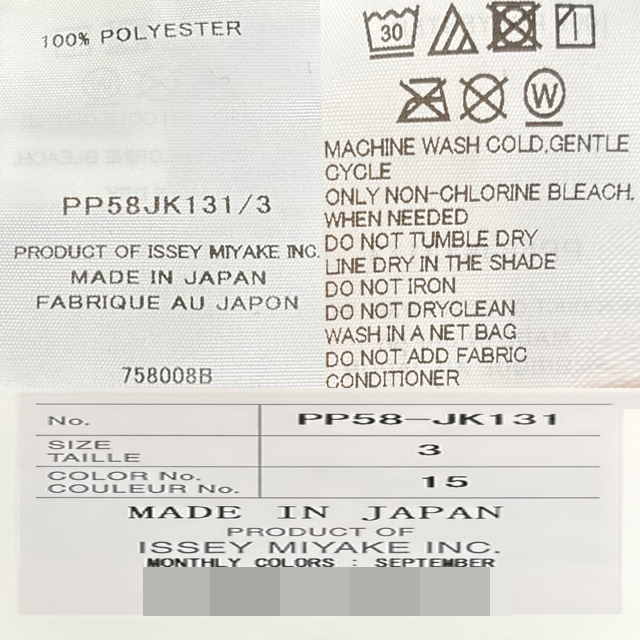 100% POLYESTER
PP58JK131/3
PRODUCT OF ISSEY MIYAKE INC.
MADE IN JAPAN
FABRIQUE AU JAPON
758008B
30
W
MACHINE WASH COLD,GENTLE
CYCLE
ONLY NON-CHLORINE BLEACH.
WHEN NEEDED
DO NOT TUMBLE DRY
LINE DRY IN THE SHADE
DO NOT IRON
DO NOT DRYCLEAN
WASH IN A NET BAG
DO NOT ADD FABRIC
CONDITIONER
No. PP58-JK131
SIZE
TAILLE 3
COLOR No.
COULEUR No. 15
MADE IN JAPAN
PRODUCT OF
ISSEY MIYAKE INC.
MONTHLY COLORS : SEPTEMBER